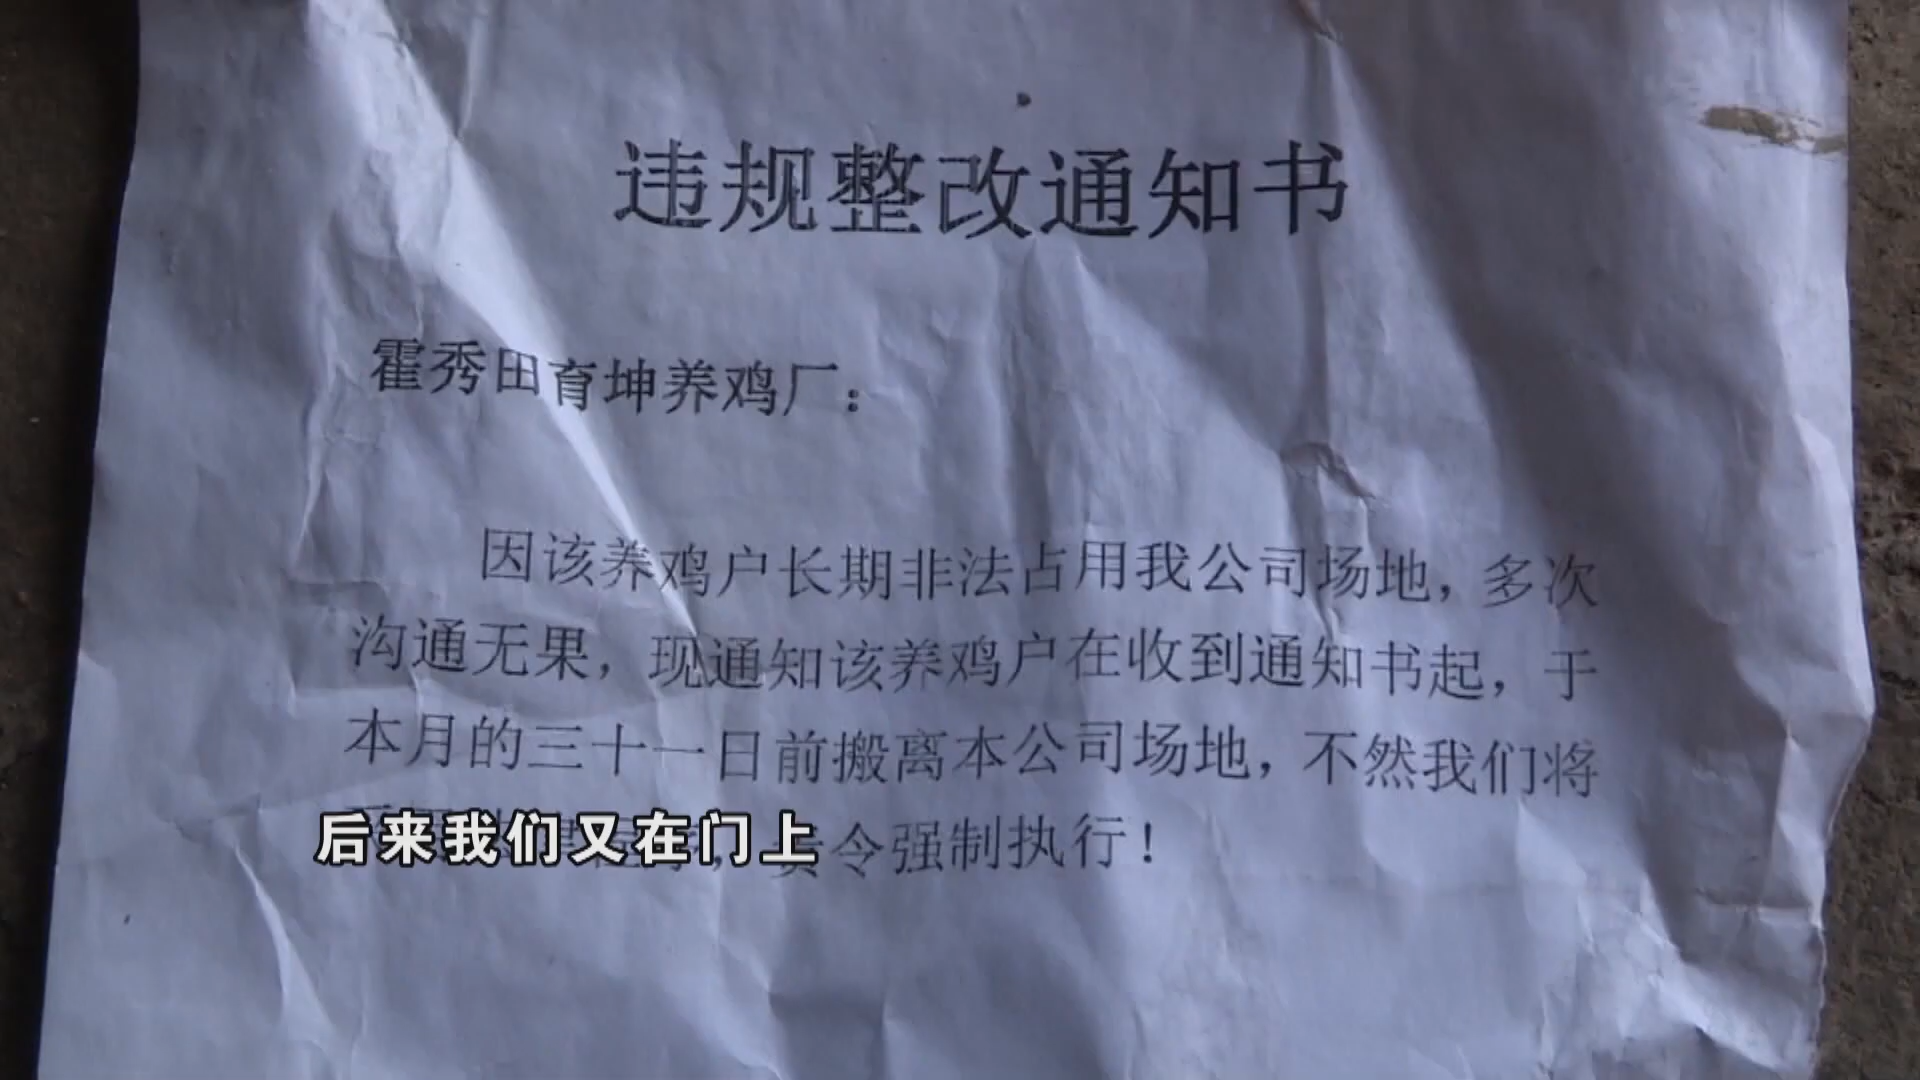 违规整改通知书
霍秀田育坤养鸡厂：
因该养鸡户长期非法占用我公司场地，多次
沟通无果，现通知该养鸡户在收到通知书起，于
本月的三十一日前搬离本公司场地，不然我们将
责令强制执行！
后来我们又在门上